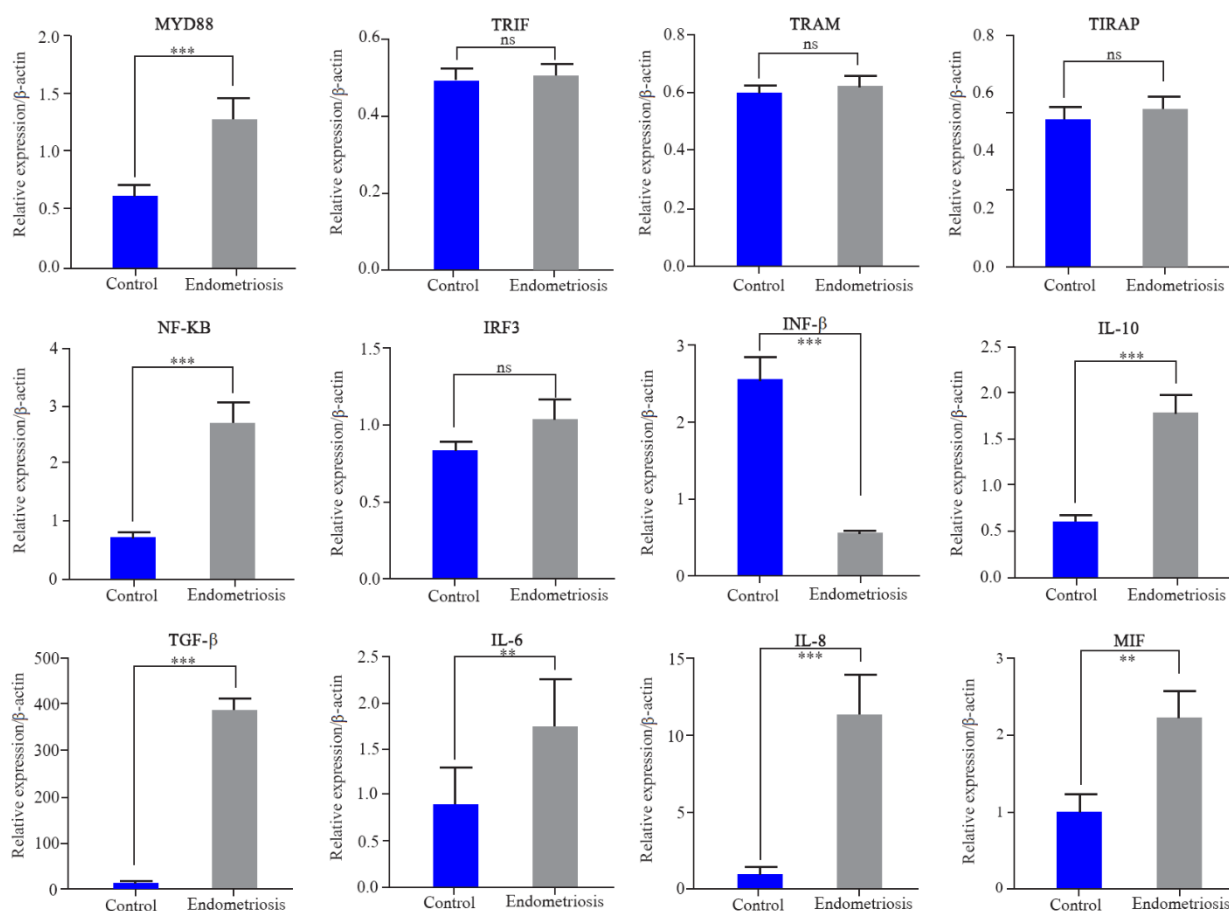 MYD88
Relative expression/β-actin
2.0
1.5
1.0
0.5
0.0
***
Control
Endometriosis
TRIF
Relative expression/β-actin
0.6
0.4
0.2
0.0
ns
Control
Endometriosis
TRAM
Relative expression/β-actin
0.8
0.6
0.4
0.2
0.0
ns
Control
Endometriosis
TIRAP
Relative expression/β-actin
0.8
0.6
0.4
0.2
0.0
ns
Control
Endometriosis
NF-KB
Relative expression/β-actin
4
3
2
1
0
***
Control
Endometriosis
IRF3
Relative expression/β-actin
1.5
1.0
0.5
0.0
ns
Control
Endometriosis
INF-β
Relative expression/β-actin
3
2
1
0
***
Control
Endometriosis
IL-10
Relative expression/β-actin
2.5
2.0
1.5
1.0
0.5
0.0
***
Control
Endometriosis
TGF-β
Relative expression/β-actin
500
400
300
200
100
0
***
Control
Endometriosis
IL-6
Relative expression/β-actin
2.5
2.0
1.5
1.0
0.5
0.0
**
Control
Endometriosis
IL-8
Relative expression/β-actin
15
10
5
0
***
Control
Endometriosis
MIF
Relative expression/β-actin
3
2
1
0
**
Control
Endometriosis